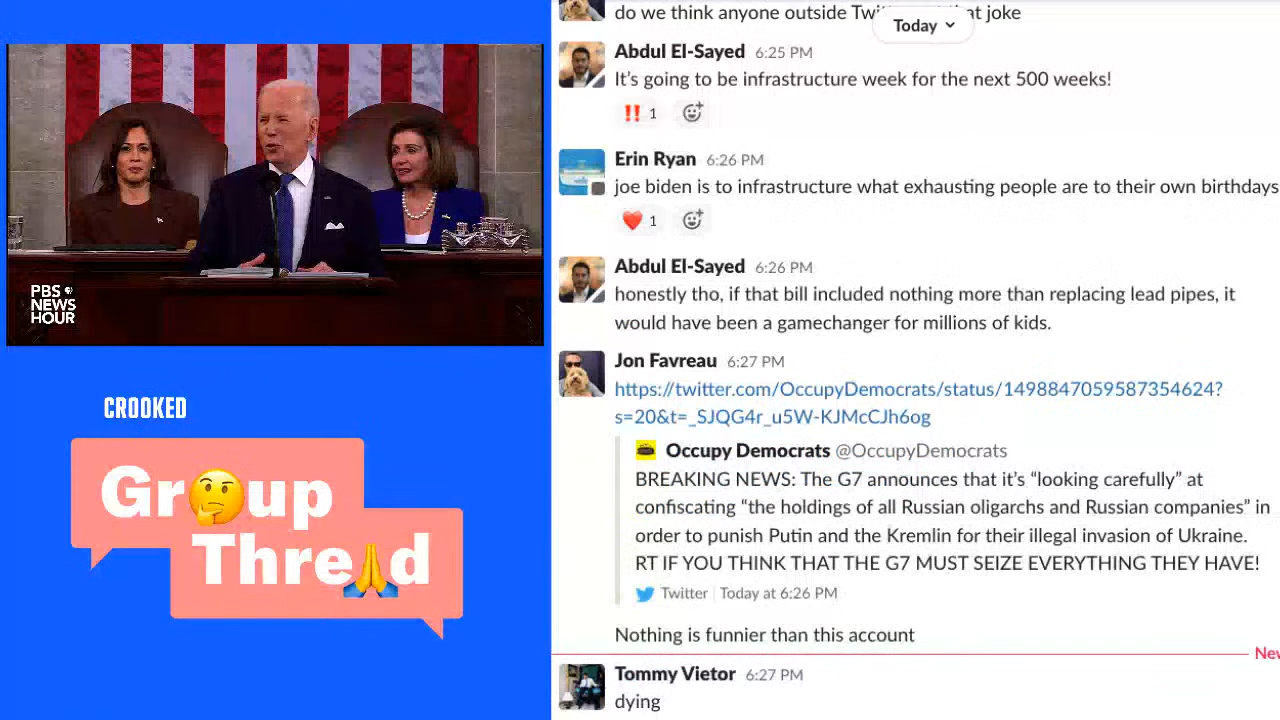 PBS
NEWS
HOUR
CROOKED
Gr🤔up
Thre🙏d
do we think anyone outside joke
Today
Abdul El-Sayed 6:25 PM
It's going to be infrastructure week for the next 500 weeks!
‼️ 1
Erin Ryan 6:26 PM
joe biden is to infrastructure what exhausting people are to their own birthdays
❤️ 1
Abdul El-Sayed 6:26 PM
honestly tho, if that bill included nothing more than replacing lead pipes, it
would have been a gamechanger for millions of kids.
Jon Favreau 6:27 PM
https://twitter.com/OccupyDemocrats/status/1498847059587354624?
s=20&t=_SJQG4r_u5W-KJMcCJh6og
Occupy Democrats @OccupyDemocrats
BREAKING NEWS: The G7 announces that it's “looking carefully” at
confiscating “the holdings of all Russian oligarchs and Russian companies” in
order to punish Putin and the Kremlin for their illegal invasion of Ukraine.
RT IF YOU THINK THAT THE G7 MUST SEIZE EVERYTHING THEY HAVE!
Twitter | Today at 6:26 PM
Nothing is funnier than this account
New
Tommy Vietor 6:27 PM
dying